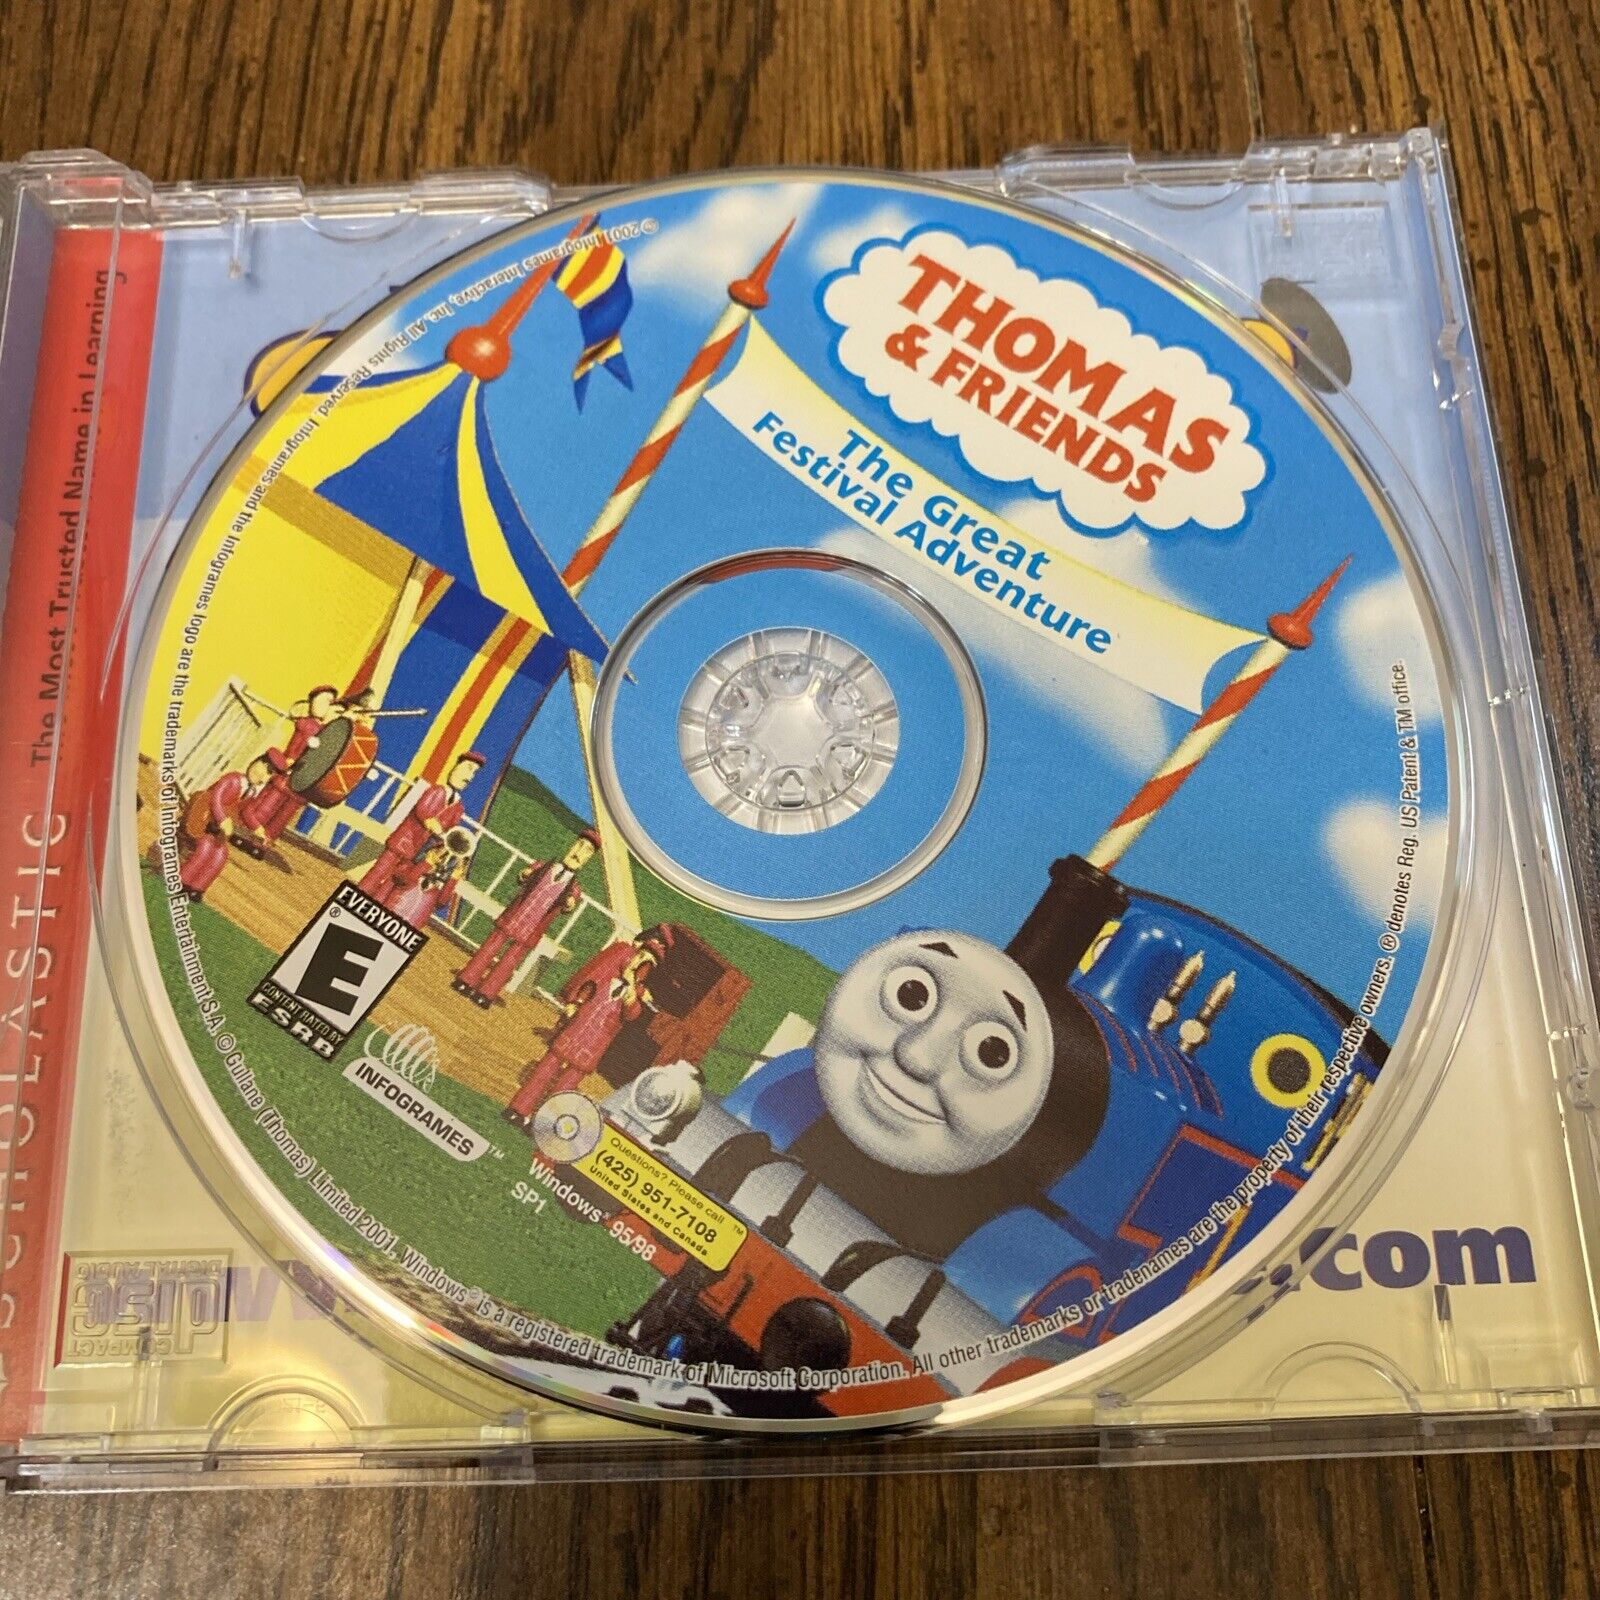 THOMAS
& FRIENDS
The Great
Festival Adventure
EVERYONE
E
®
CONTENT RATED BY
ESRB
INFOGRAMES™
Windows® 95/98
SP1
Questions? Please call
(425) 951-7108
™
United States and Canada
© 2001 Infogrames Interactive, Inc. All Rights Reserved. Infogrames and the Infogrames logo are the trademarks of Infogrames Entertainment S.A. © Gullane (Thomas) Limited 2001. Windows® is a registered trademark of Microsoft Corporation. All other trademarks or tradenames are the property of their respective owners. ® denotes Reg. US Patent & TM office.
SCHOLASTIC The Most Trusted Name in Learning
.com
COMPACT
disc
DIGITAL AUDIO